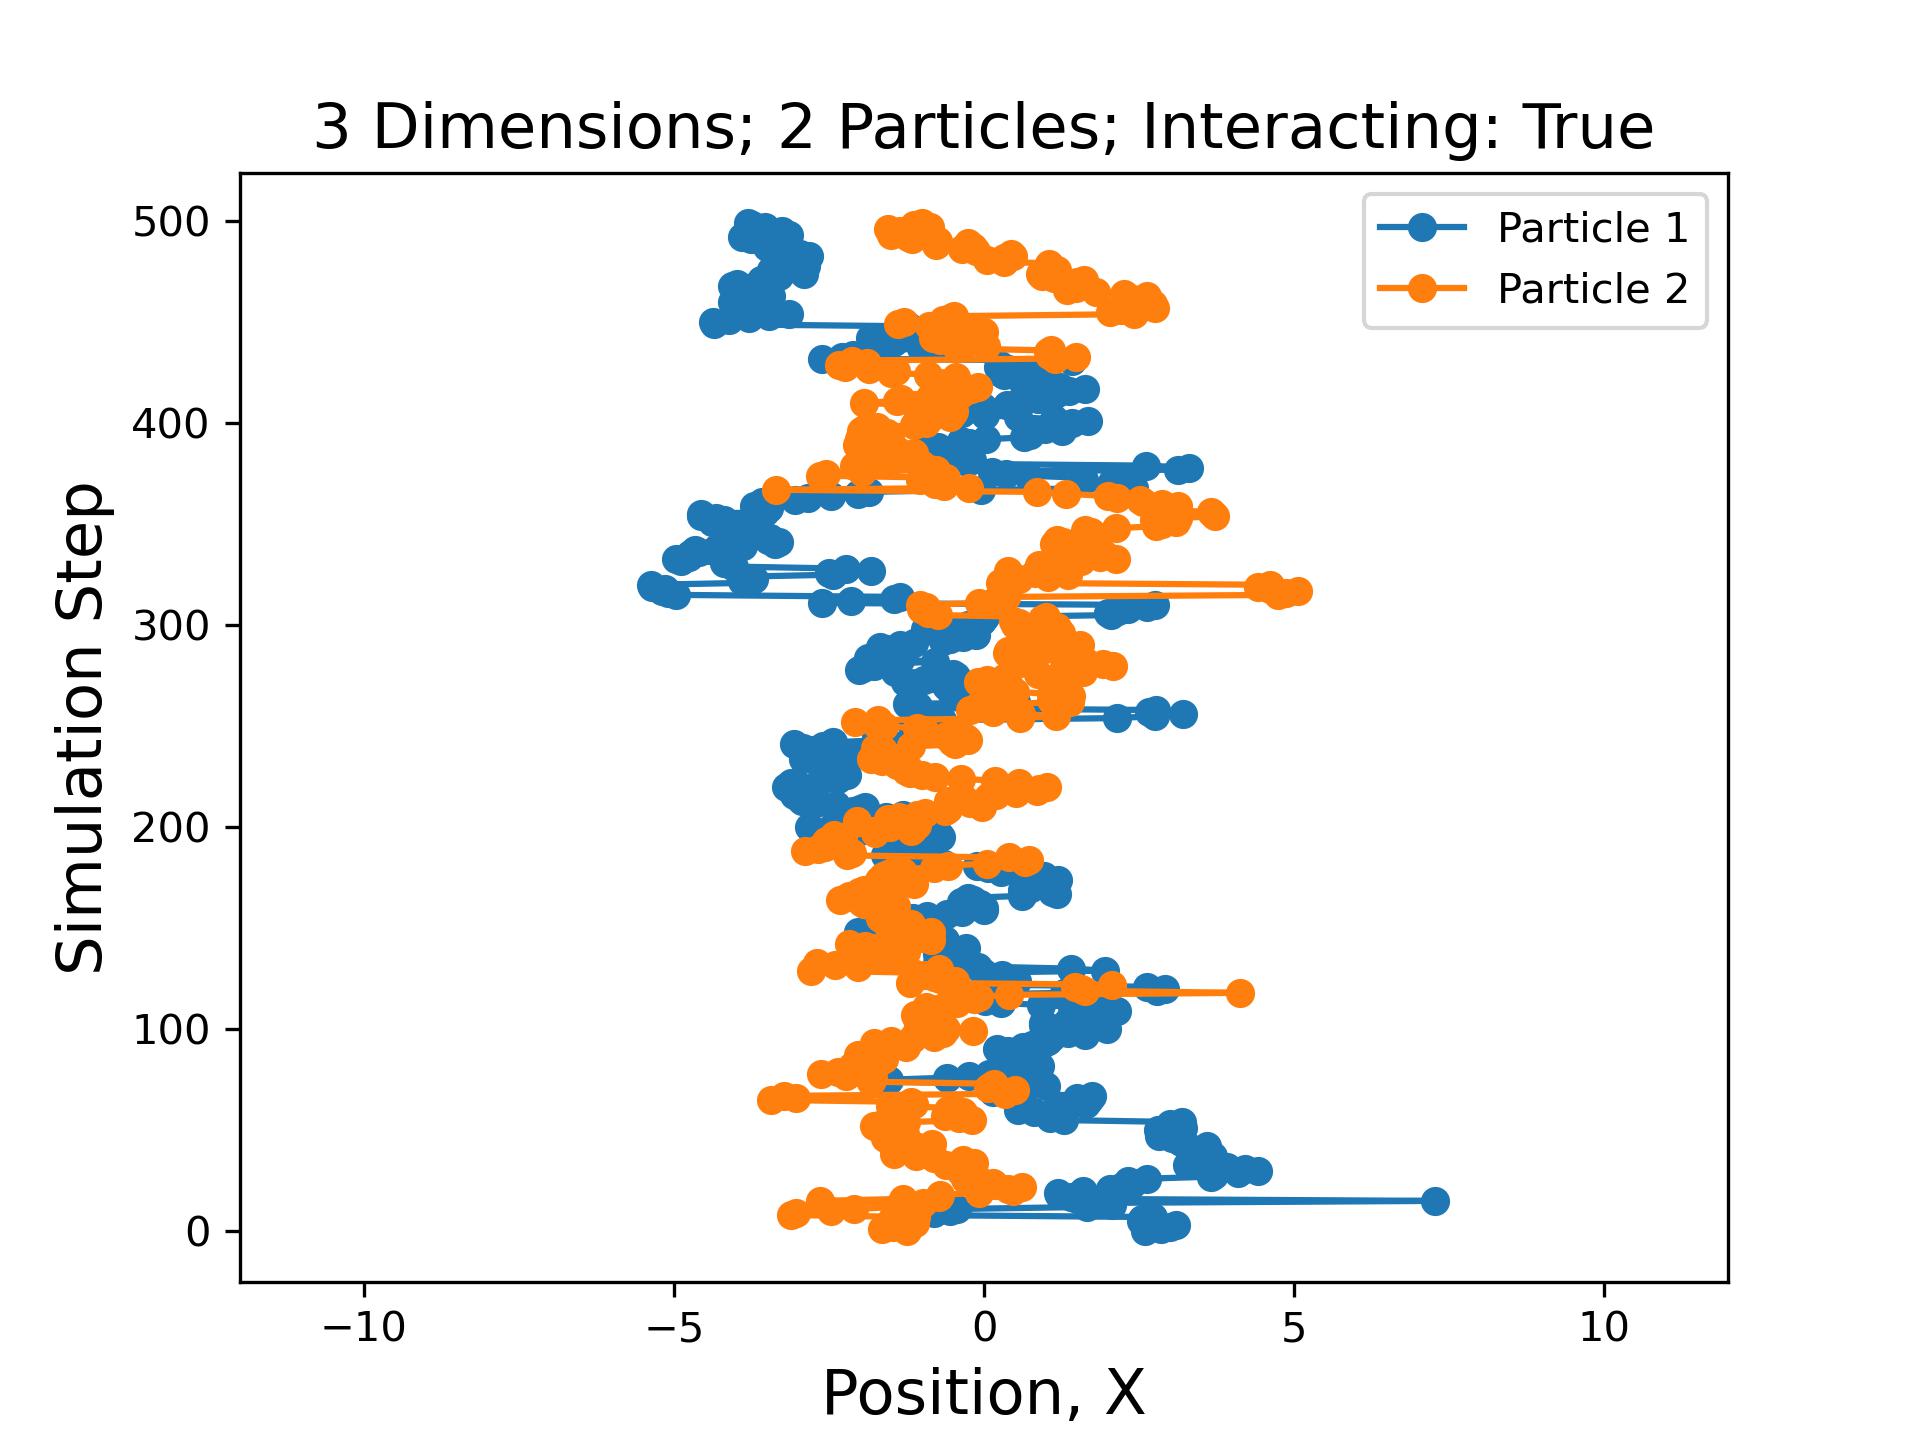 3 Dimensions; 2 Particles; Interacting: True
Particle 1
Particle 2
500
400
300
200
100
0
Simulation Step
−10
−5
0
5
10
Position, X